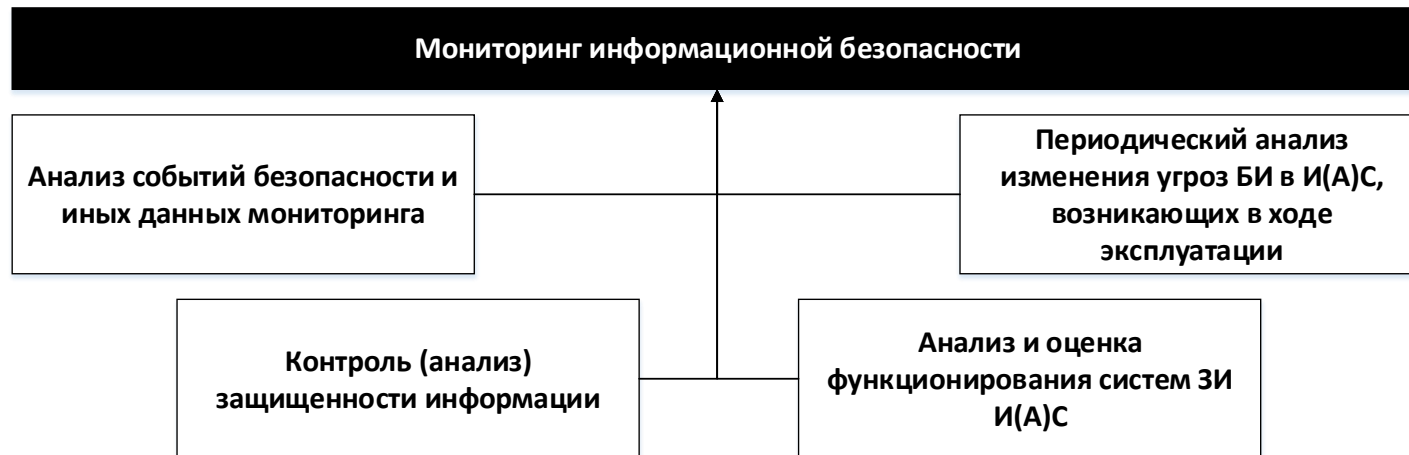 Мониторинг информационной безопасности
Анализ событий безопасности и
иных данных мониторинга
Периодический анализ
изменения угроз БИ в И(А)С,
возникающих в ходе
эксплуатации
Контроль (анализ)
защищенности информации
Анализ и оценка
функционирования систем ЗИ
И(А)С